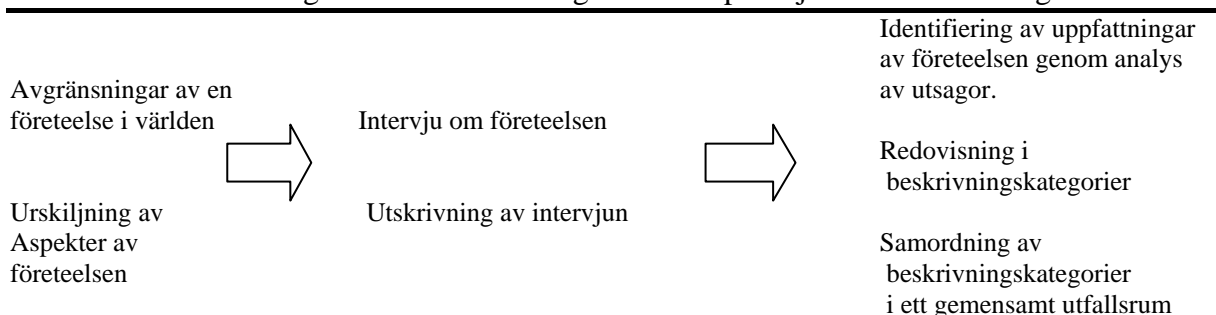 Avgränsningar av en
företeelse i världen
Urskiljning av
Aspekter av
företeelsen
Intervju om företeelsen
Utskrivning av intervjun
Identifiering av uppfattningar
av företeelsen genom analys
av utsagor.
Redovisning i
beskrivningskategorier
Samordning av
beskrivningskategorier
i ett gemensamt utfallsrum